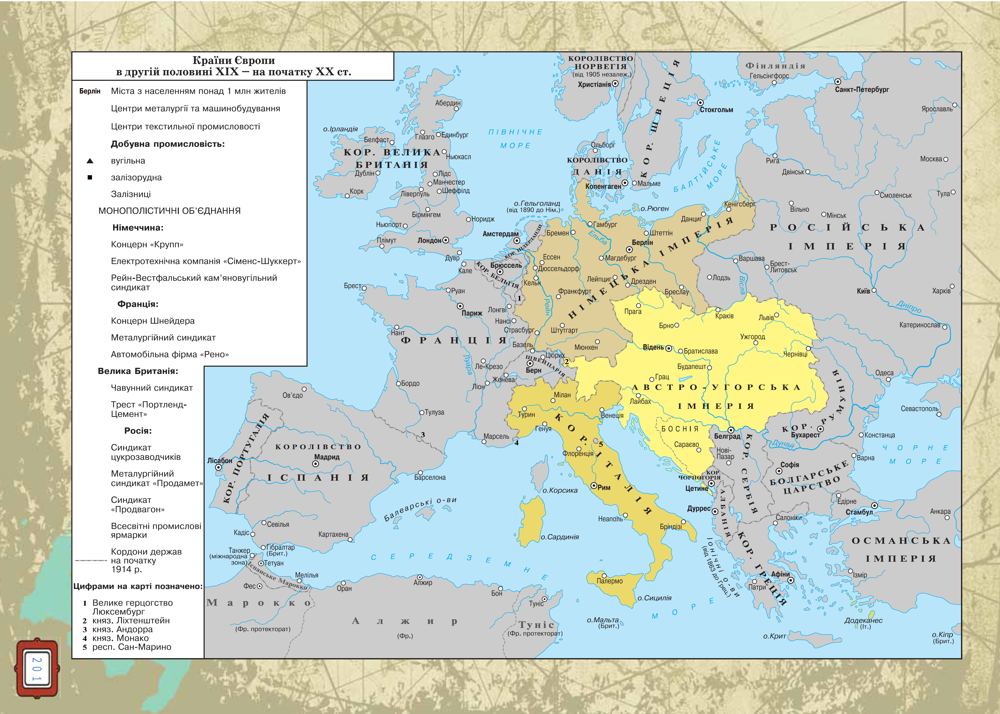 Країни Європи
в другій половині XIX – на початку XX ст.
Берлін Міста з населенням понад 1 млн жителів
Центри металургії та машинобудування
Центри текстильної промисловості
Добувна промисловість:
вугільна
залізорудна
Залізниці
МОНОПОЛІСТИЧНІ ОБ’ЄДНАННЯ
Німеччина:
Концерн «Крупп»
Електротехнічна компанія «Сіменс-Шуккерт»
Рейн-Вестфальський кам’яновугільний
синдикат
Франція:
Концерн Шнейдера
Металургійний синдикат
Автомобільна фірма «Рено»
Велика Британія:
Чавунний синдикат
Трест «Портленд-
Цемент»
Росія:
Синдикат
цукрозаводчиків
Металургійний
синдикат «Продамет»
Синдикат
«Продвагон»
Всесвітні промислові
ярмарки
Кордони держав
на початку
1914 р.
Цифрами на карті позначено:
1 Велике герцогство
Люксембург
2 княз. Ліхтенштейн
3 княз. Андорра
4 княз. Монако
5 респ. Сан-Марино
201
КОРОЛІВСТВО
НОРВЕГІЯ
(від 1905 незалеж.)
Христіанія
КОР. ШВЕЦІЯ
Стокгольм
Мальме
Фінляндія
Гельсінгфорс
Санкт-Петербург
Ярославль
Москва
Тула
Смоленськ
Рига
Двінськ
Вільно
Мінськ
РОСІЙСЬКА
ІМПЕРІЯ
Варшава
Брест-
Литовськ
Лодзь
Вісла
Київ
Харків
Дніпро
Катеринослав
Одеса
Севастополь
Абердин
о.Ірландія
Белфаст
Глазго
Единбург
КОР. ВЕЛИКА
БРИТАНІЯ
Ньюкасл
Дублін
Лідс
Манчестер
Ліверпуль
Шеффілд
Корк
Бірмінгем
Норидж
Ньюпорт
Плімут
Лондон
Дувр
ПІВНІЧНЕ
МОРЕ
Ольборг
КОРОЛІВСТВО
ДАНІЯ
Копенгаген
БАЛТІЙСЬКЕ
МОРЕ
о.Гельголанд
(від 1890 до Нім.)
о.Рюген
Кенігсберг
Данциг
Гамбург
Бремен
Штеттін
Ельба
Берлін
НІМЕЦЬКА ІМПЕРІЯ
Магдебург
Ессен
Дюссельдорф
Кельн
Лейпциг
Дрезден
Бреслау
Франкфурт
Рейн
Штутгарт
Страсбург
Мюнхен
Амстердам
КОР. НІДЕРЛАНДИ
Брюссель
КОР. БЕЛЬГІЯ
1
Кале
Брест
Руан
Париж
Лонгві
Нансі
Нант
ФРАНЦІЯ
Луара
Ле-Крезо
Ліон
Бордо
Тулуза
Марсель
3
4
Базель
Цюрих
ШВЕЙЦАРІЯ
Берн
Женева
2
Прага
Краків
Львів
Брно
Ужгород
Відень
Братислава
Чернівці
Будапешт
Грац
АВСТРО-УГОРСЬКА
ІМПЕРІЯ
Лайбах
БОСНІЯ
Сараєво
Мілан
Турин
Венеція
Генуя
КОР. ІТАЛІЯ
5
Флоренція
Рим
Неаполь
Бріндізі
Палермо
о.Сицилія
о.Сардинія
о.Корсика
о.Мальта
(Брит.)
Белград
Нові-
Пазар
КОР. СЕРБІЯ
КОР.
ЧОРНОГОРІЯ
Цетине
Дуррес
АЛБАНІЯ
КОР. РУМУНІЯ
Бухарест
Дунай
Констанца
Варна
Софія
БОЛГАРСЬКЕ
ЦАРСТВО
ЧОРНЕ
МОРЕ
Едірне
Стамбул
Анкара
Салоніки
ОСМАНСЬКА
ІМПЕРІЯ
Ізмір
КОР. ГРЕЦІЯ
Афіни
Патри
Іонічні о-ви
(від 1863 до Грец.)
Додеканес
(Іт.)
о.Крит
о.Кіпр
(Брит.)
Ов’єдо
КОР. ПОРТУГАЛІЯ
Лісабон
КОРОЛІВСТВО
ІСПАНІЯ
Мадрид
Барселона
Балеарські о-ви
Севілья
Кадіс
Картахена
Гібралтар
(Брит.)
Танжер
(міжнародна
зона)
Тетуан
Іспанське Марокко
Мелілья
Фес
Марокко
(Фр. протекторат)
Оран
Алжир
Бон
Алжир
(Фр.)
Туніс
Туніс
(Фр. протекторат)
СЕРЕДЗЕМНЕ
МОРЕ